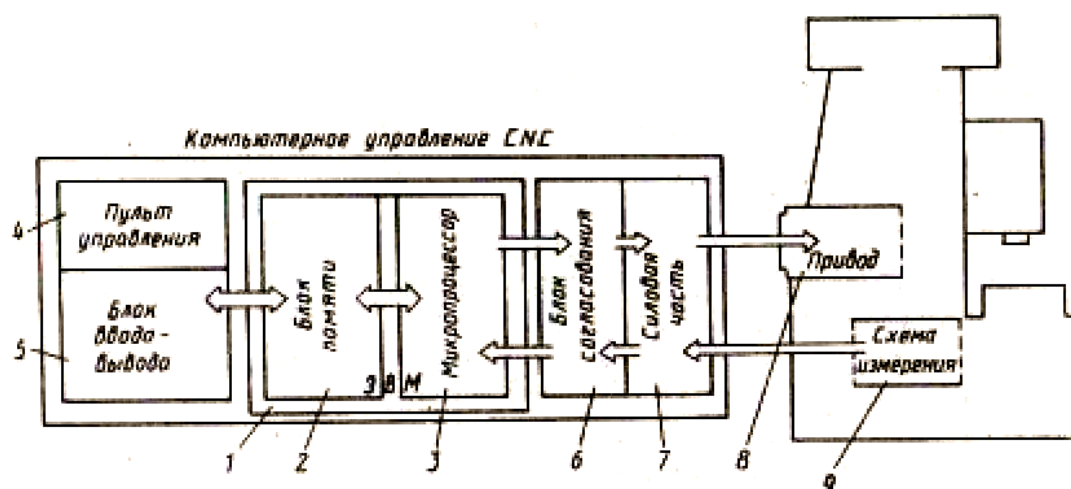 Компьютерное управление CNC
4
Пульт
управления
5
Блок
ввода-
вывода
Блок
памяти
Микропроцессор
ЭВМ
Блок
согласования
Силовая
часть
Привод
Схема
измерения
1
2
3
6
7
8
9